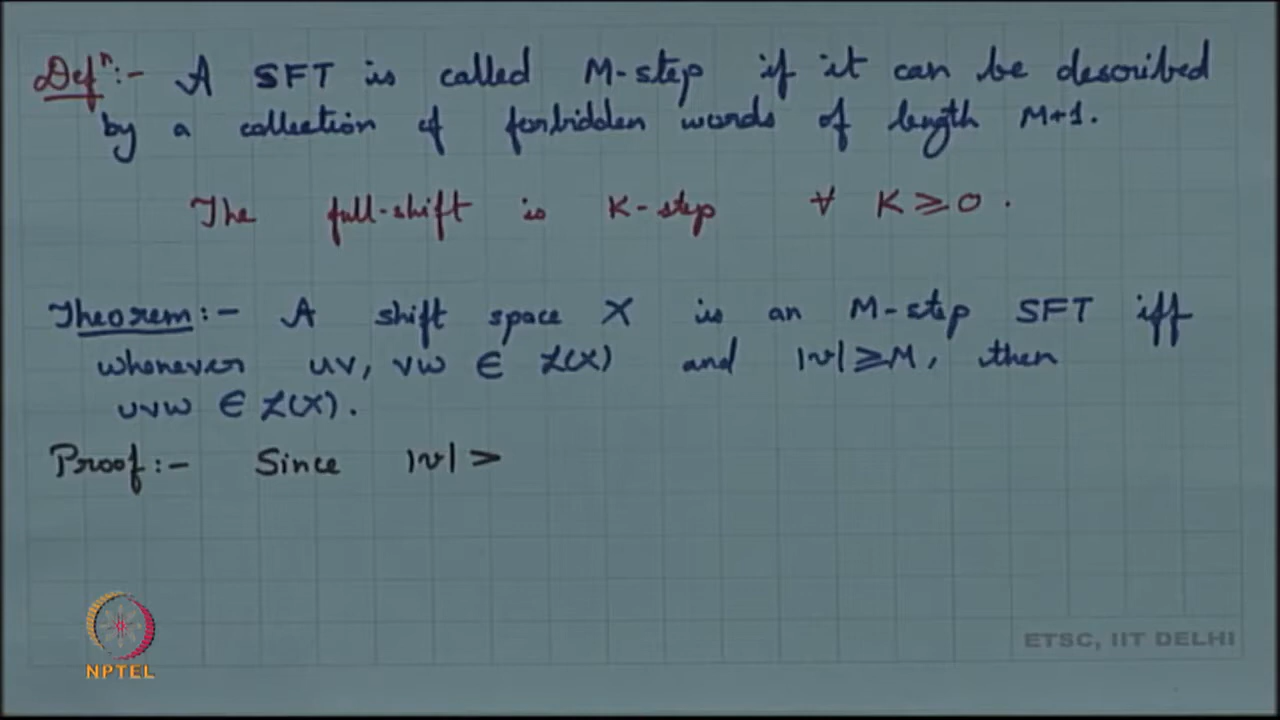 Defⁿ:- A SFT is called M-step if it can be described
by a collection of forbidden words of length M+1.
The full-shift is K-step ∀ K ≥ 0.
Theorem:- A shift space X is an M-step SFT iff
whenever uv, vw ∈ ℒ(X) and |v| ≥ M, then
uvw ∈ ℒ(X).
Proof:- Since |v| >
NPTEL
ETSC, IIT DELHI